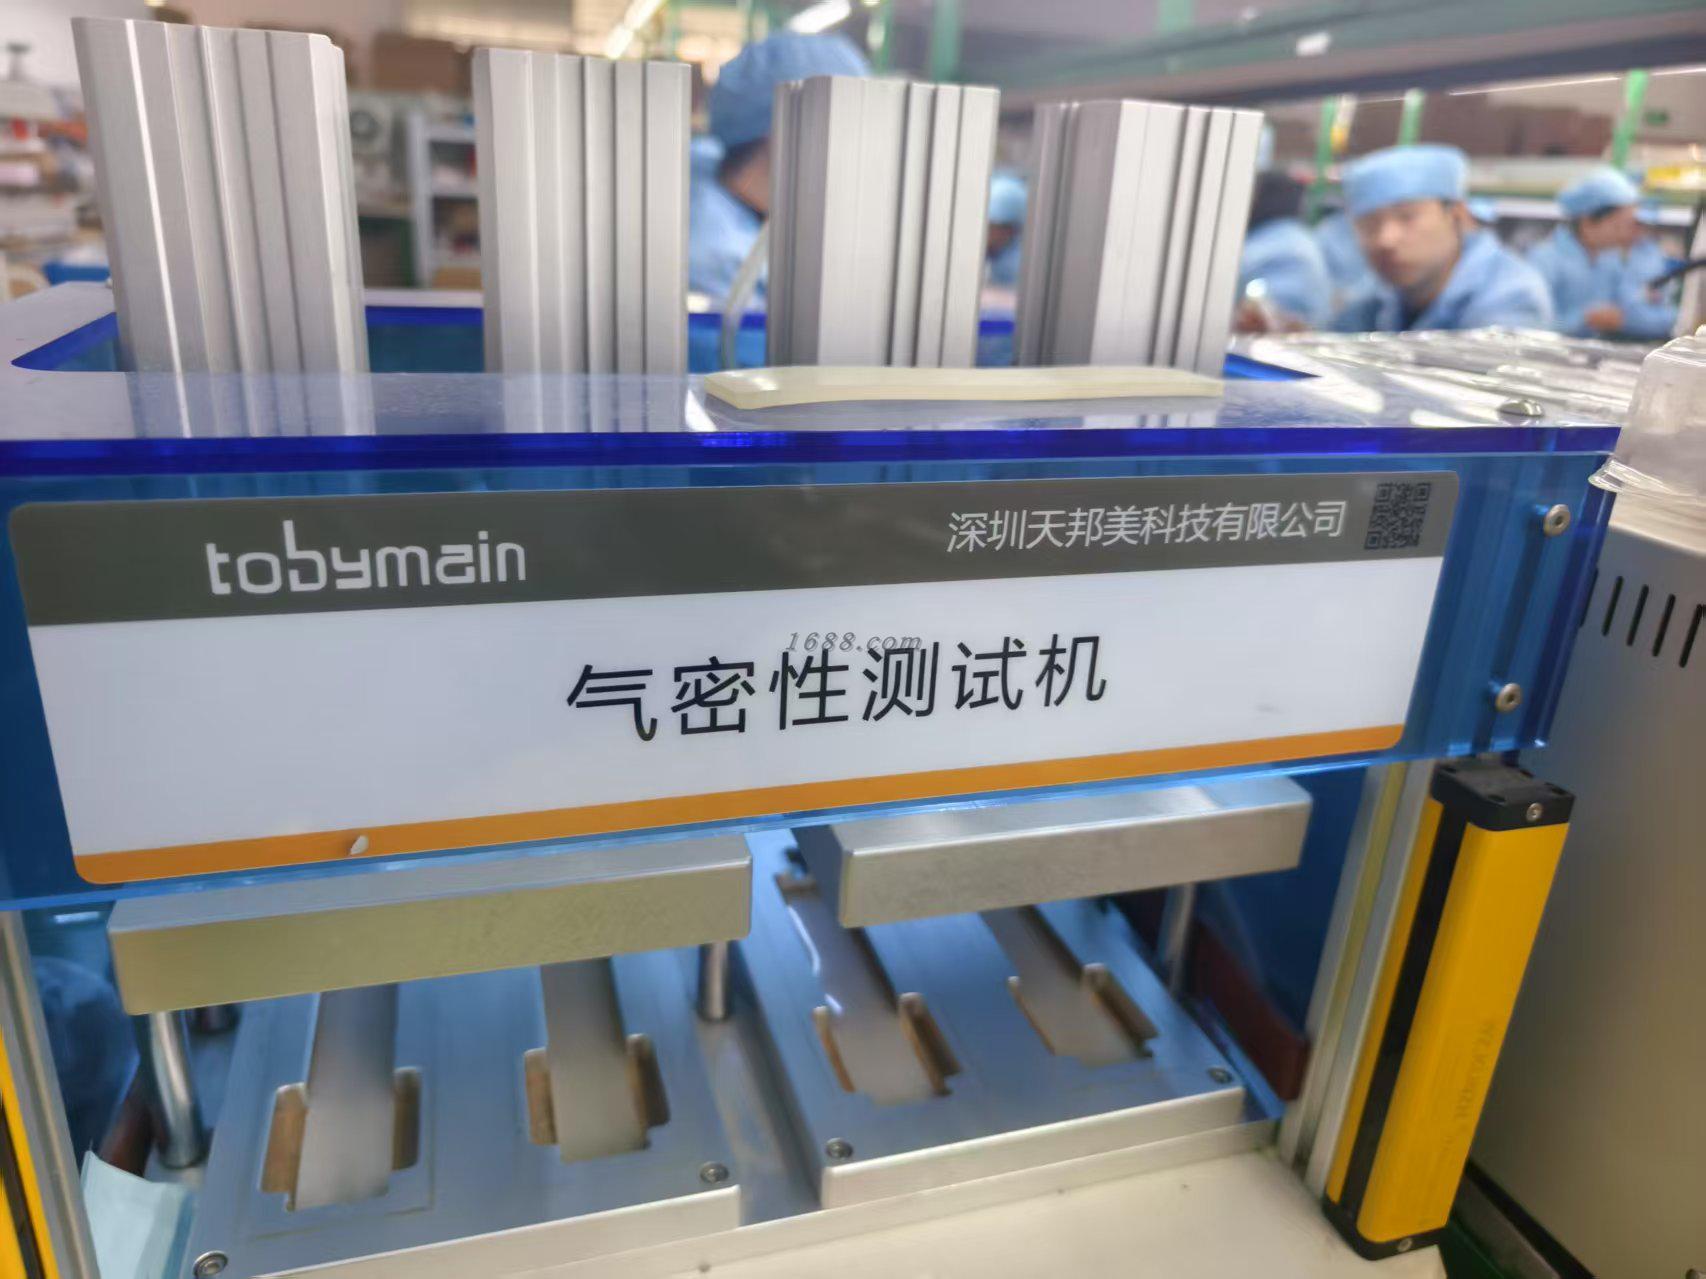 tobymain
深圳天邦美科技有限公司
1688.com
气密性测试机